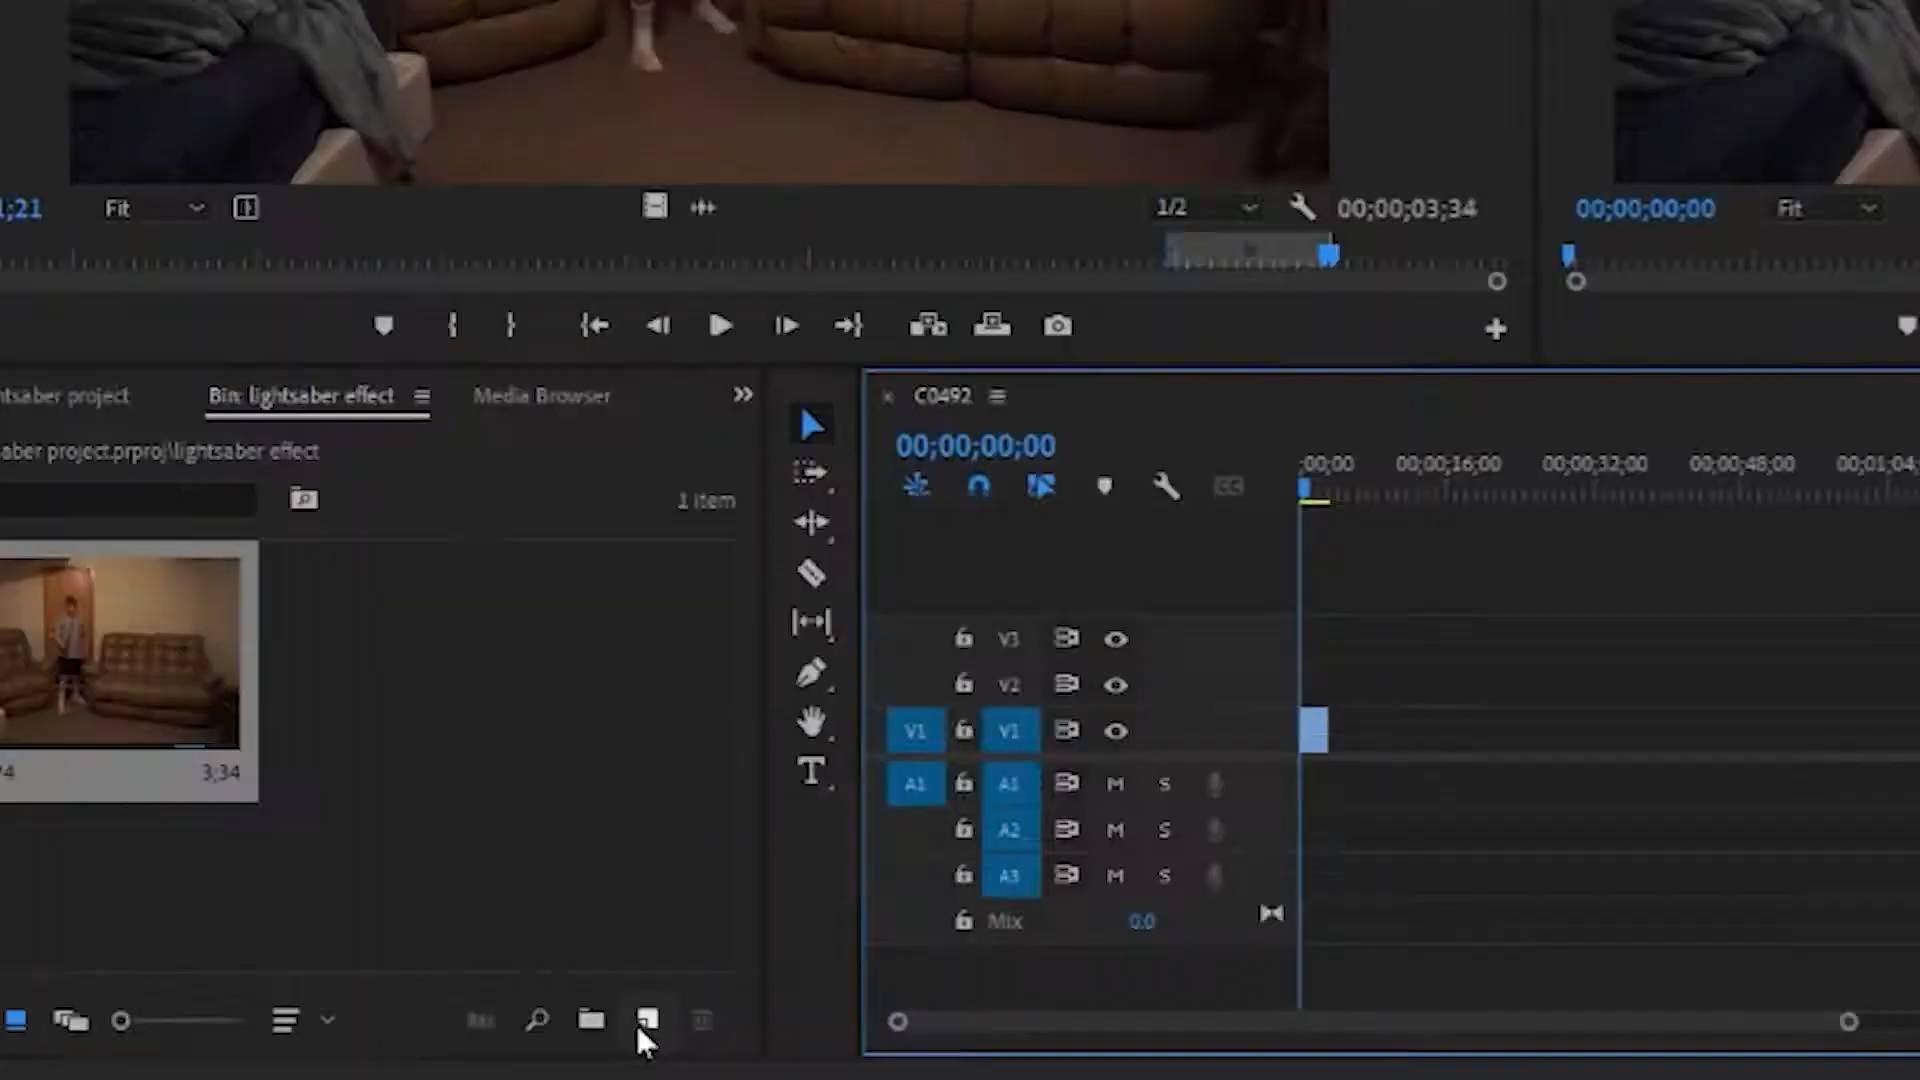 ;21 Fit 1/2 00;00;03;34 00;00;00;00 Fit
tsaber project Bin: lightsaber effect Media Browser
aber project.prproj\lightsaber effect
1 item
4 3;34
C0492
00;00;00;00
;00;00 00;00;16;00 00;00;32;00 00;00;48;00 00;01;04;
V3
V2
V1 V1
A1 A1 M S
A2 M S
A3 M S
Mix 0.0